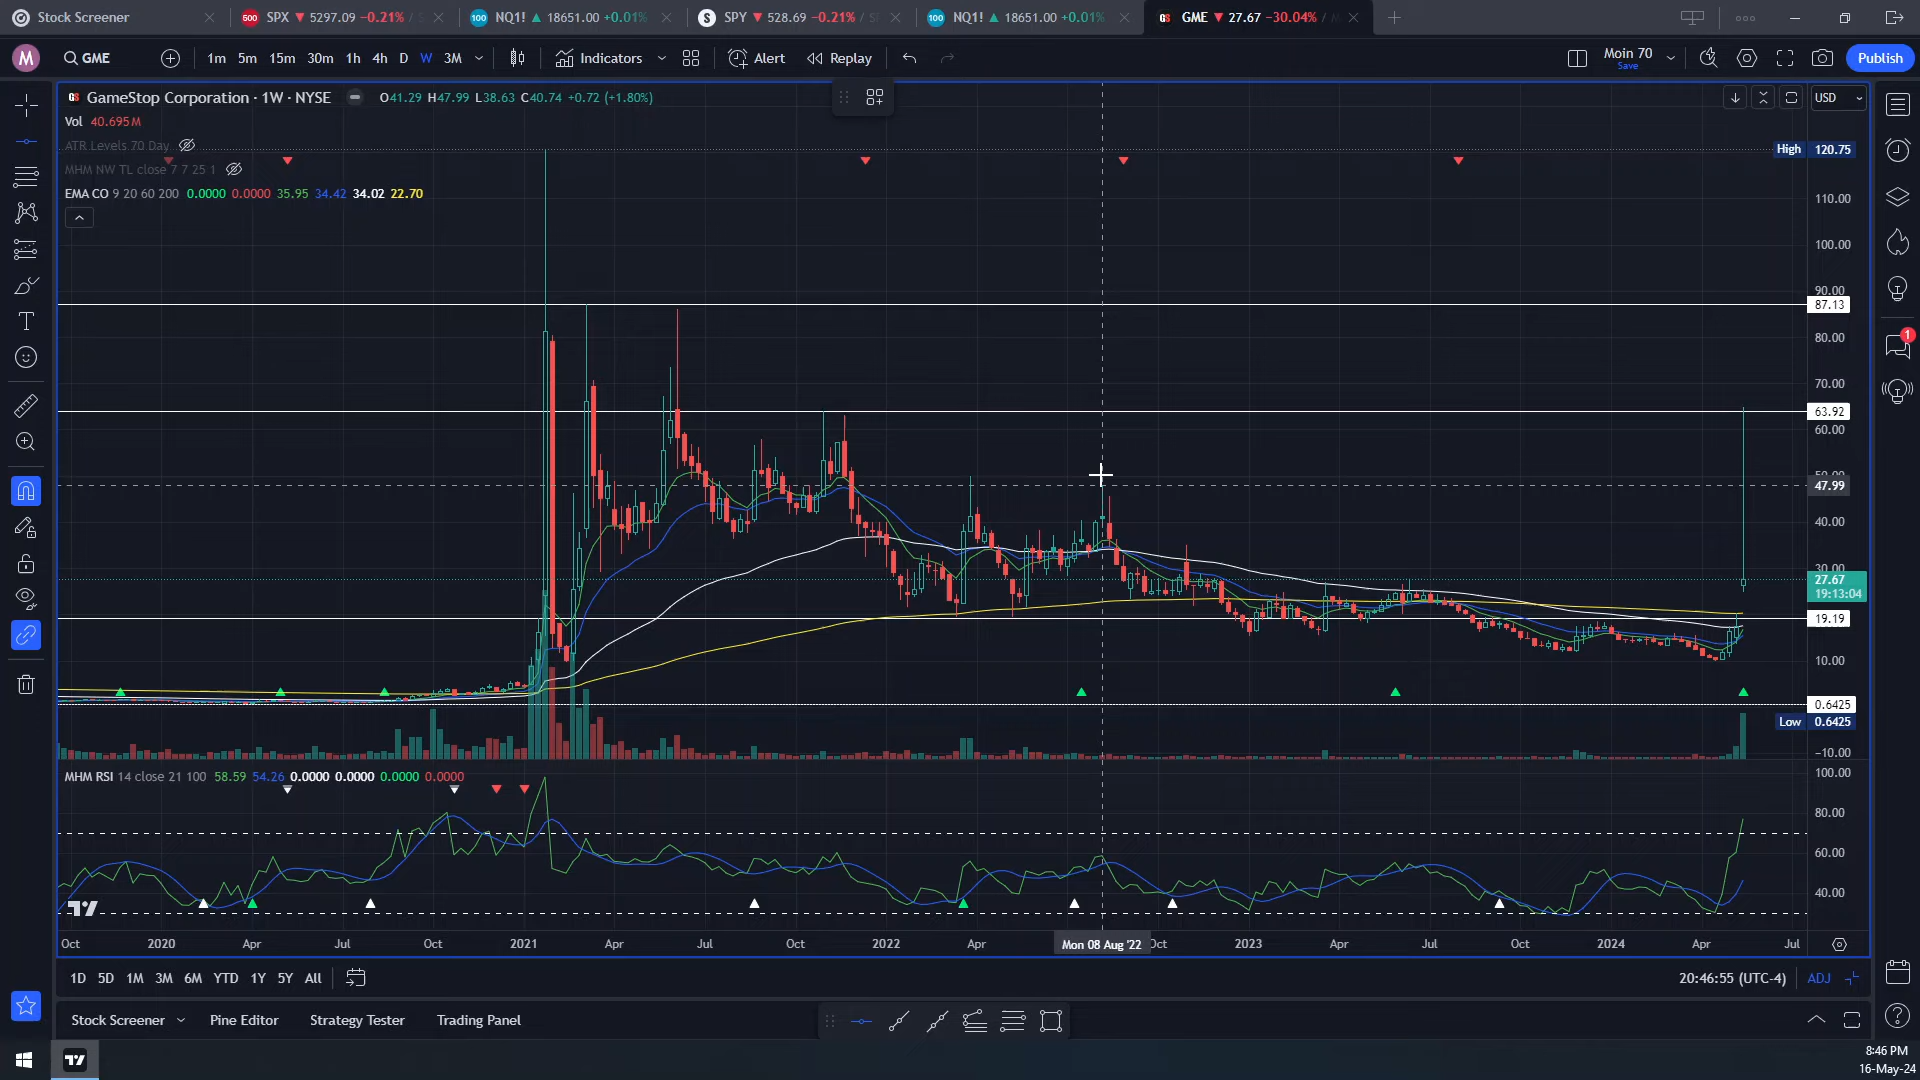 Stock Screener
500 SPX ▼ 5297.09 −0.21% / S
100 NQ1! ▲ 18651.00 +0.01%
S SPY ▼ 528.69 −0.21% / S
100 NQ1! ▲ 18651.00 +0.01%
GS GME ▼ 27.67 −30.04% / M
M
GME
1m 5m 15m 30m 1h 4h D W 3M
Indicators
Alert
Replay
Moin 70
Save
Publish
GS GameStop Corporation · 1W · NYSE
O41.29 H47.99 L38.63 C40.74 +0.72 (+1.80%)
USD
Vol 40.695M
ATR Levels 70 Day
MHM NW TL close 7 7 25 1
EMA CO 9 20 60 200 0.0000 0.0000 35.95 34.42 34.02 22.70
High 120.75
110.00
100.00
90.00
87.13
80.00
70.00
63.92
60.00
50.00
47.99
40.00
30.00
27.67
19:13:04
19.19
10.00
0.6425
Low 0.6425
−10.00
MHM RSI 14 close 21 100 58.59 54.26 0.0000 0.0000 0.0000 0.0000
100.00
80.00
60.00
40.00
Oct 2020 Apr Jul Oct 2021 Apr Jul Oct 2022 Apr Mon 08 Aug '22 Oct 2023 Apr Jul Oct 2024 Apr Jul
1D 5D 1M 3M 6M YTD 1Y 5Y All
20:46:55 (UTC-4)
ADJ
Stock Screener
Pine Editor
Strategy Tester
Trading Panel
1
8:46 PM
16-May-24